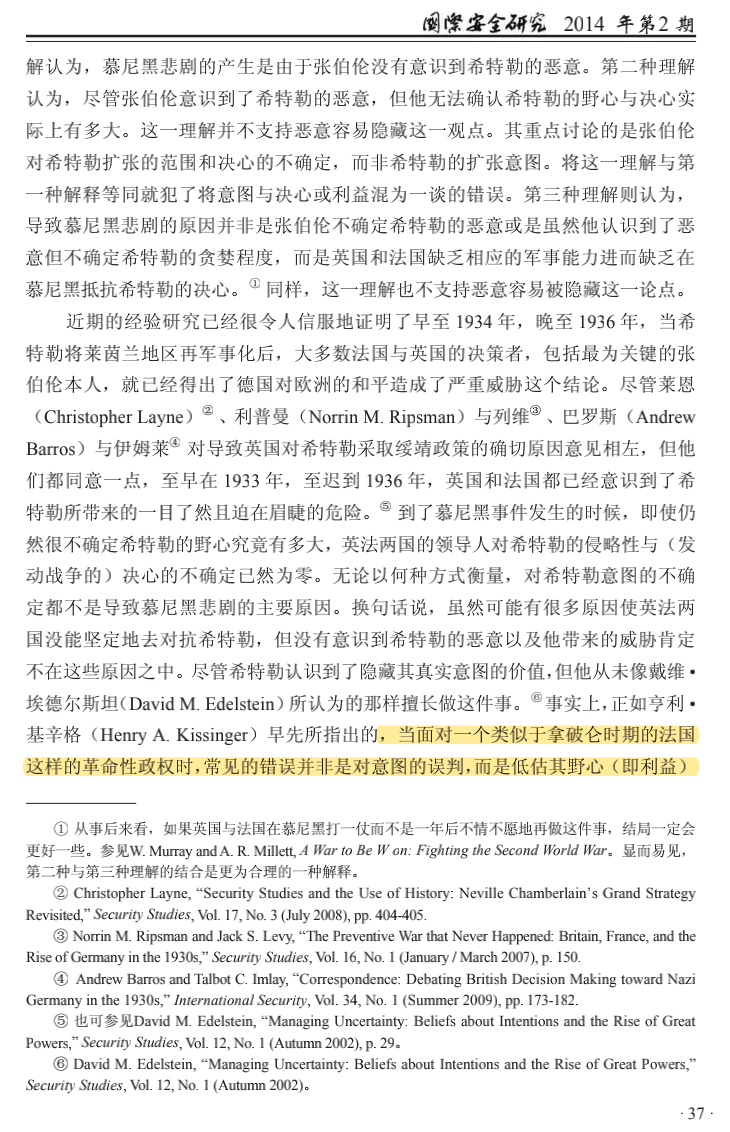 國際安全研究 2014 年第2 期
解认为，慕尼黑悲剧的产生是由于张伯伦没有意识到希特勒的恶意。第二种理解
认为，尽管张伯伦意识到了希特勒的恶意，但他无法确认希特勒的野心与决心实
际上有多大。这一理解并不支持恶意容易隐藏这一观点。其重点讨论的是张伯伦
对希特勒扩张的范围和决心的不确定，而非希特勒的扩张意图。将这一理解与第
一种解释等同就犯了将意图与决心或利益混为一谈的错误。第三种理解则认为，
导致慕尼黑悲剧的原因并非是张伯伦不确定希特勒的恶意或是虽然他认识到了恶
意但不确定希特勒的贪婪程度，而是英国和法国缺乏相应的军事能力进而缺乏在
慕尼黑抵抗希特勒的决心。① 同样，这一理解也不支持恶意容易被隐藏这一论点。
近期的经验研究已经很令人信服地证明了早至 1934 年，晚至 1936 年，当希
特勒将莱茵兰地区再军事化后，大多数法国与英国的决策者，包括最为关键的张
伯伦本人，就已经得出了德国对欧洲的和平造成了严重威胁这个结论。尽管莱恩
（Christopher Layne）② 、利普曼（Norrin M. Ripsman）与列维③ 、巴罗斯（Andrew
Barros）与伊姆莱④ 对导致英国对希特勒采取绥靖政策的确切原因意见相左，但他
们都同意一点，至早在 1933 年，至迟到 1936 年，英国和法国都已经意识到了希
特勒所带来的一目了然且迫在眉睫的危险。⑤ 到了慕尼黑事件发生的时候，即使仍
然很不确定希特勒的野心究竟有多大，英法两国的领导人对希特勒的侵略性与（发
动战争的）决心的不确定已然为零。无论以何种方式衡量，对希特勒意图的不确
定都不是导致慕尼黑悲剧的主要原因。换句话说，虽然可能有很多原因使英法两
国没能坚定地去对抗希特勒，但没有意识到希特勒的恶意以及他带来的威胁肯定
不在这些原因之中。尽管希特勒认识到了隐藏其真实意图的价值，但他从未像戴维·
埃德尔斯坦（David M. Edelstein）所认为的那样擅长做这件事。⑥ 事实上，正如亨利·
基辛格（Henry A. Kissinger）早先所指出的，当面对一个类似于拿破仑时期的法国
这样的革命性政权时，常见的错误并非是对意图的误判，而是低估其野心（即利益）
① 从事后来看，如果英国与法国在慕尼黑打一仗而不是一年后不情不愿地再做这件事，结局一定会
更好一些。参见W. Murray and A. R. Millett, A War to Be W on: Fighting the Second World War。显而易见，
第二种与第三种理解的结合是更为合理的一种解释。
② Christopher Layne, “Security Studies and the Use of History: Neville Chamberlain’s Grand Strategy
Revisited,” Security Studies, Vol. 17, No. 3 (July 2008), pp. 404-405.
③ Norrin M. Ripsman and Jack S. Levy, “The Preventive War that Never Happened: Britain, France, and the
Rise of Germany in the 1930s,” Security Studies, Vol. 16, No. 1 (January / March 2007), p. 150.
④ Andrew Barros and Talbot C. Imlay, “Correspondence: Debating British Decision Making toward Nazi
Germany in the 1930s,” International Security, Vol. 34, No. 1 (Summer 2009), pp. 173-182.
⑤ 也可参见David M. Edelstein, “Managing Uncertainty: Beliefs about Intentions and the Rise of Great
Powers,” Security Studies, Vol. 12, No. 1 (Autumn 2002), p. 29。
⑥ David M. Edelstein, “Managing Uncertainty: Beliefs about Intentions and the Rise of Great Powers,”
Security Studies, Vol. 12, No. 1 (Autumn 2002)。
· 37 ·